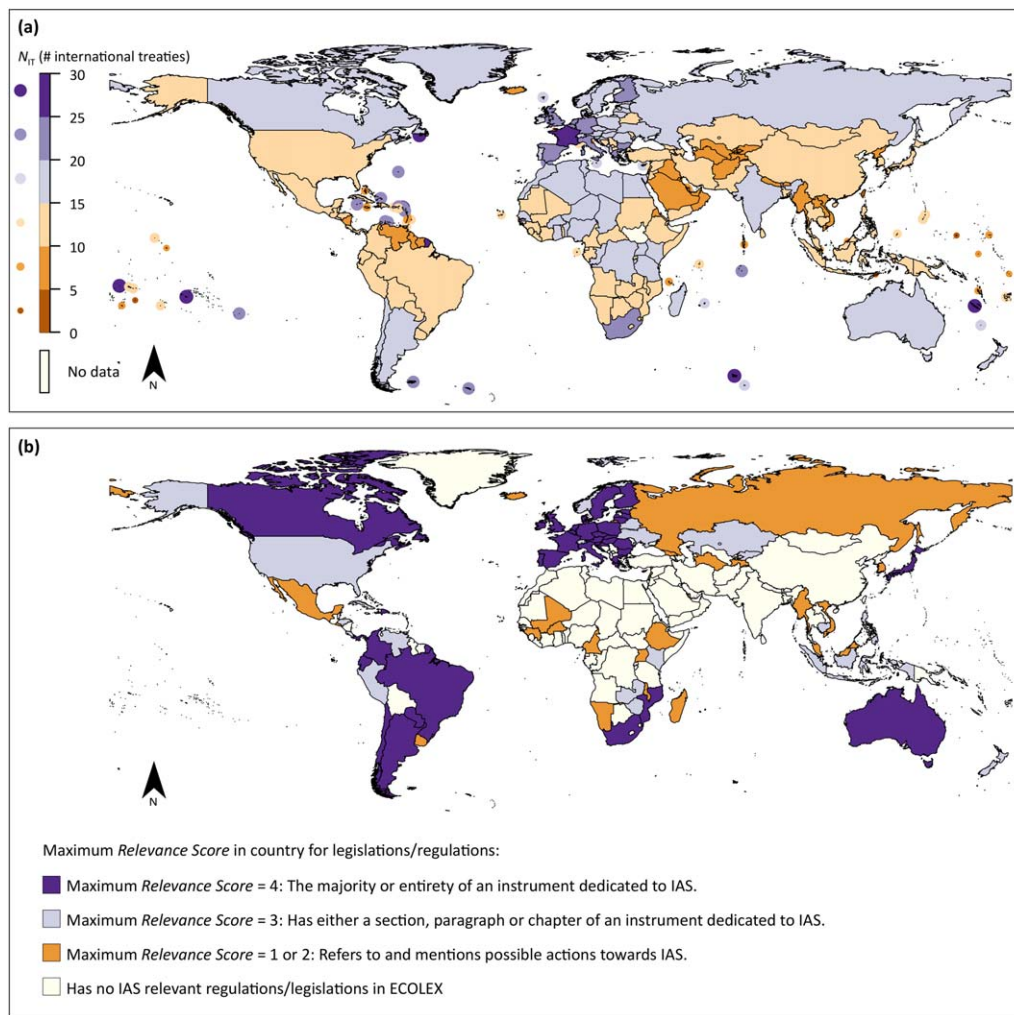 (a)
N_IT (# international treaties)
30
25
20
15
10
5
0
No data
N
(b)
N
Maximum Relevance Score in country for legislations/regulations:
Maximum Relevance Score = 4: The majority or entirety of an instrument dedicated to IAS.
Maximum Relevance Score = 3: Has either a section, paragraph or chapter of an instrument dedicated to IAS.
Maximum Relevance Score = 1 or 2: Refers to and mentions possible actions towards IAS.
Has no IAS relevant regulations/legislations in ECOLEX